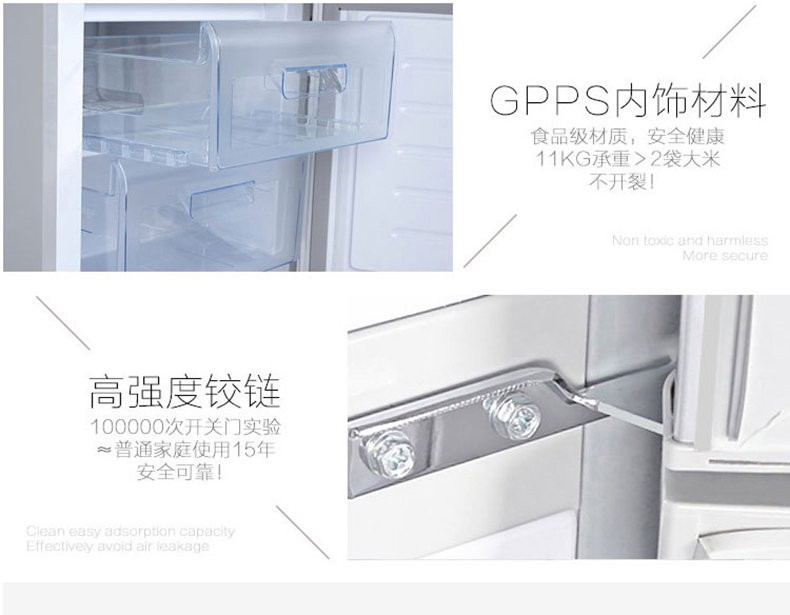 GPPS内饰材料
食品级材质，安全健康
11KG承重＞2袋大米
不开裂！
Non toxic and harmless
More secure
高强度铰链
100000次开关门实验
≈普通家庭使用15年
安全可靠！
Clean easy adsorption capacity
Effectively avoid air leakage